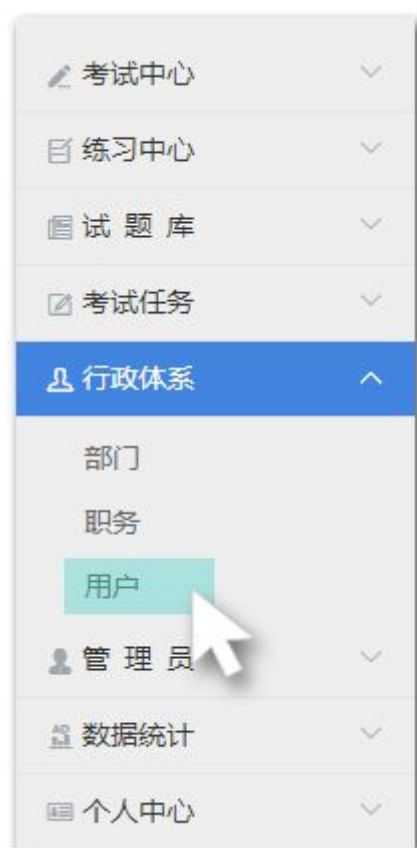 考试中心
练习中心
试 题 库
考试任务
行政体系
部门
职务
用户
管 理 员
数据统计
个人中心